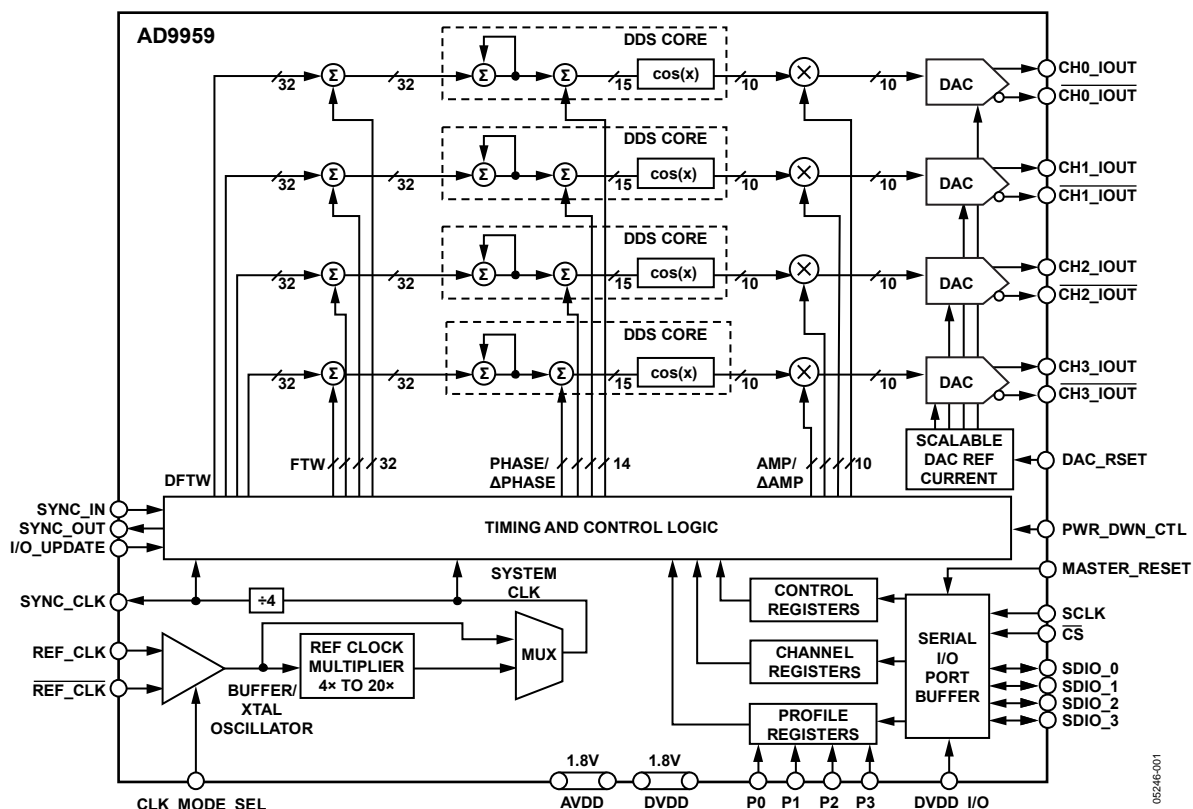 AD9959
DDS CORE
32
Σ
32
Σ
Σ
15
cos(x)
10
×
10
DAC
CH0_IOUT
CH0_IOUT
DDS CORE
32
Σ
32
Σ
Σ
15
cos(x)
10
×
10
DAC
CH1_IOUT
CH1_IOUT
DDS CORE
32
Σ
32
Σ
Σ
15
cos(x)
10
×
10
DAC
CH2_IOUT
CH2_IOUT
DDS CORE
32
Σ
32
Σ
Σ
15
cos(x)
10
×
10
DAC
CH3_IOUT
CH3_IOUT
SCALABLE
DAC REF
CURRENT
DAC_RSET
DFTW
FTW
32
PHASE/
ΔPHASE
14
AMP/
ΔAMP
10
SYNC_IN
SYNC_OUT
I/O_UPDATE
TIMING AND CONTROL LOGIC
PWR_DWN_CTL
MASTER_RESET
SYNC_CLK
÷4
SYSTEM
CLK
REF_CLK
REF_CLK
BUFFER/
XTAL
OSCILLATOR
REF CLOCK
MULTIPLIER
4× TO 20×
MUX
CONTROL
REGISTERS
CHANNEL
REGISTERS
PROFILE
REGISTERS
SERIAL
I/O
PORT
BUFFER
SCLK
CS
SDIO_0
SDIO_1
SDIO_2
SDIO_3
CLK_MODE_SEL
1.8V
AVDD
1.8V
DVDD
P0
P1
P2
P3
DVDD_I/O
05246-001